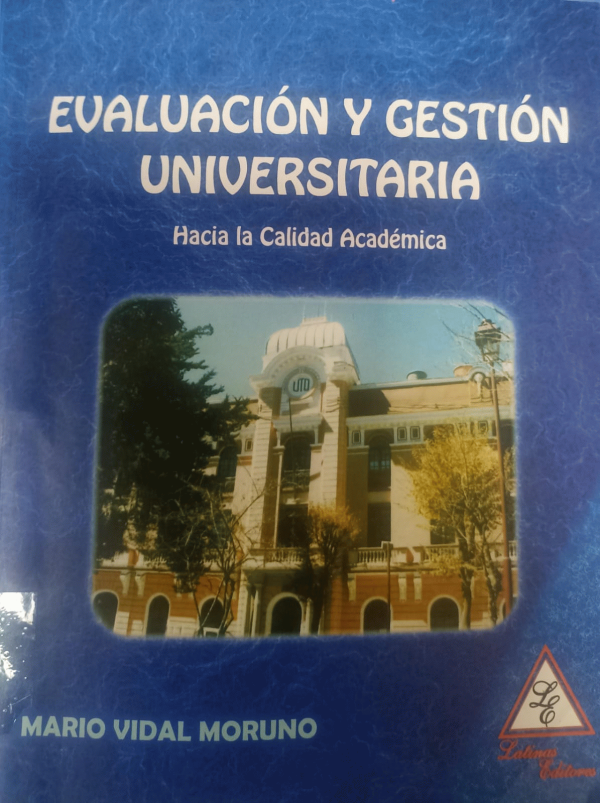 EVALUACIÓN Y GESTIÓN
UNIVERSITARIA
Hacia la Calidad Académica
UTO
MARIO VIDAL MORUNO
LE
Latinas
Editores